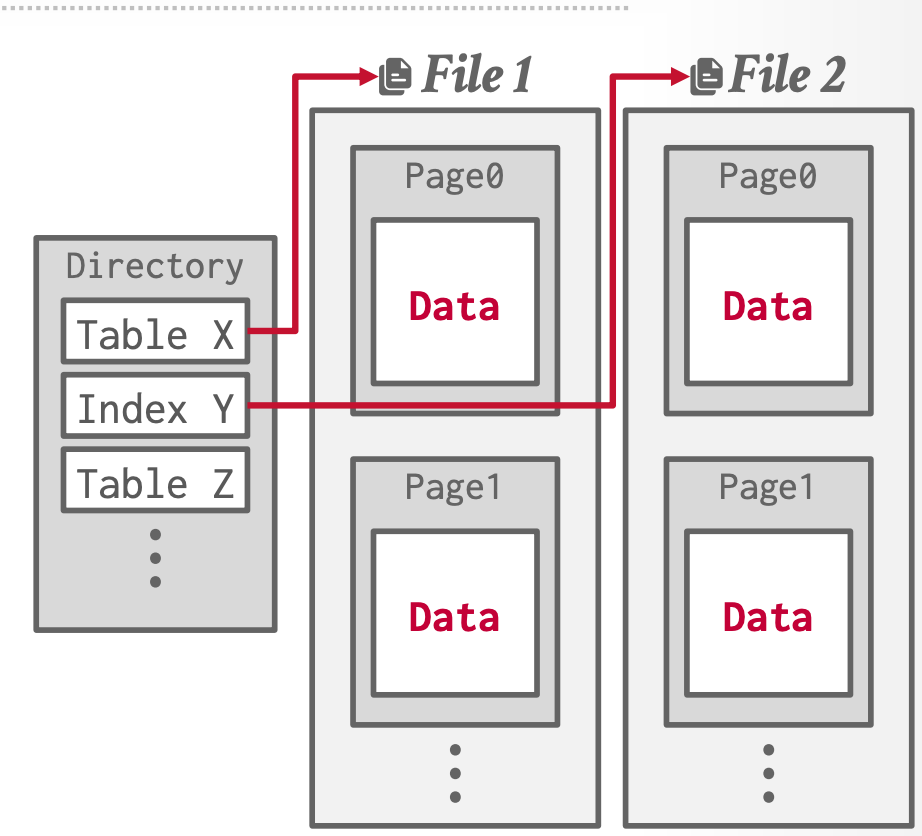 File 1
File 2
Directory
Table X
Index Y
Table Z
Page0
Data
Page1
Data
Page0
Data
Page1
Data